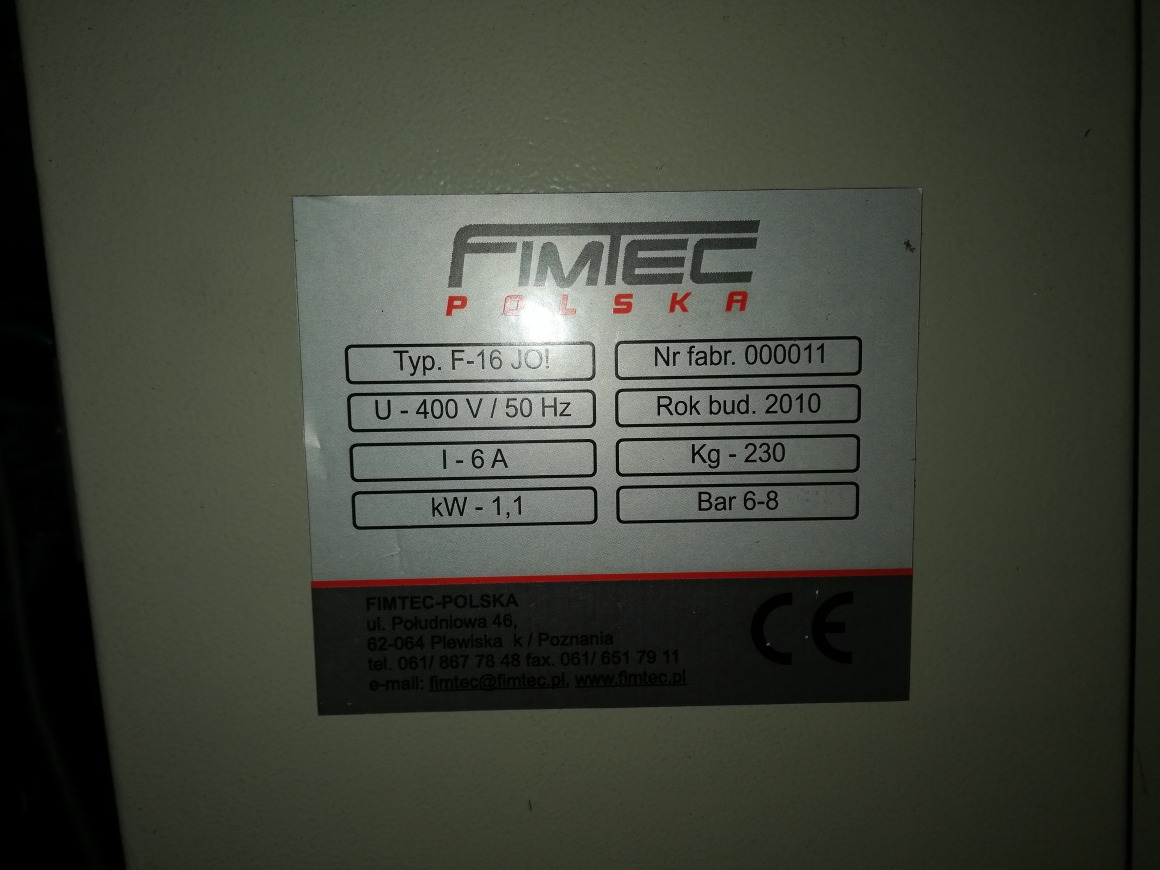 FIMTEC
POLSKA
Typ. F-16 JO!
Nr fabr. 000011
U - 400 V / 50 Hz
Rok bud. 2010
I - 6 A
Kg - 230
kW - 1,1
Bar 6-8
FIMTEC-POLSKA
ul. Południowa 46,
62-064 Plewiska k / Poznania
tel. 061/ 867 78 48 fax. 061/ 651 79 11
e-mail: fimtec@fimtec.pl, www.fimtec.pl
CE